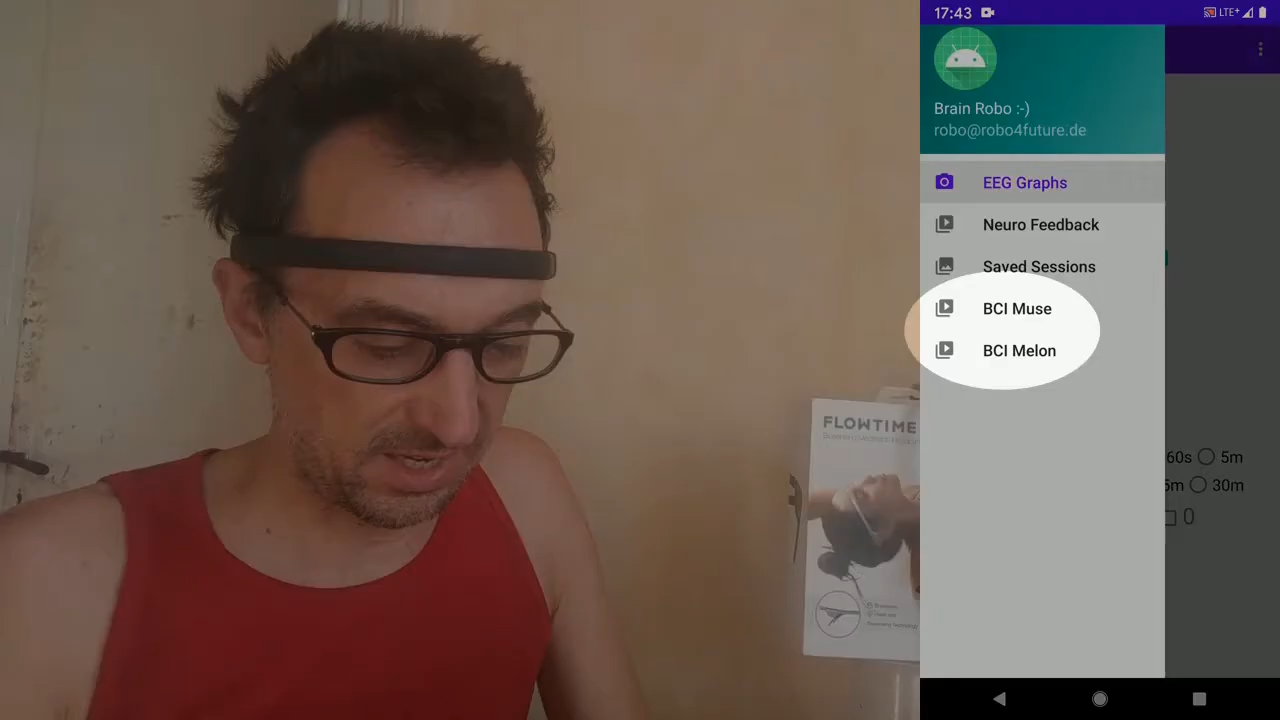 17:43
LTE+
Brain Robo :-)
robo@robo4future.de
EEG Graphs
Neuro Feedback
Saved Sessions
BCI Muse
BCI Melon
60s 5m
5m 30m
0
FLOWTIME